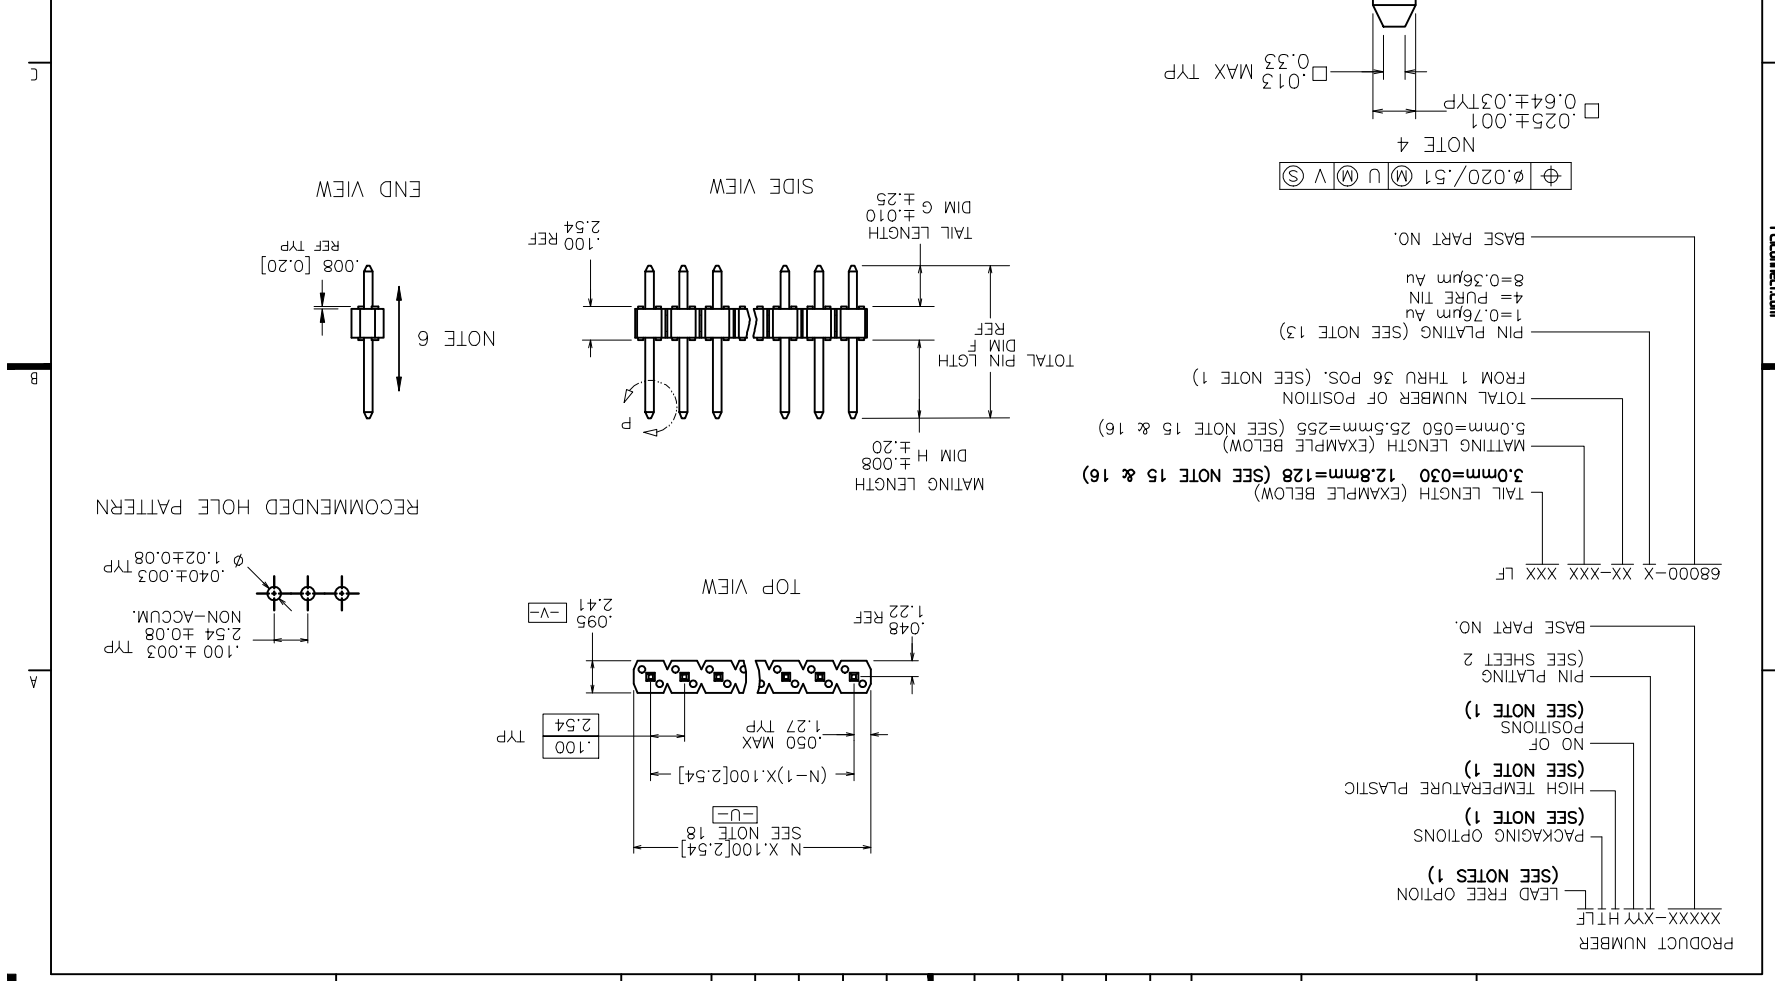 PRODUCT NUMBER
XXXXX-XYY HTLF
LEAD FREE OPTION
(SEE NOTES 1)
PACKAGING OPTIONS
(SEE NOTE 1)
HIGH TEMPERATURE PLASTIC
(SEE NOTE 1)
NO OF
POSITIONS
(SEE NOTE 1)
PIN PLATING
(SEE SHEET 2
BASE PART NO.
68000-X XX-XXX XXX LF
TAIL LENGTH (EXAMPLE BELOW)
3.0mm=030 12.8mm=128 (SEE NOTE 15 & 16)
MATTING LENGTH (EXAMPLE BELOW)
5.0mm=050 25.5mm=255 (SEE NOTE 15 & 16)
TOTAL NUMBER OF POSITION
FROM 1 THRU 36 POS. (SEE NOTE 1)
PIN PLATING (SEE NOTE 13)
1=0.76µm Au
4= PURE TIN
8=0.36µm Au
BASE PART NO.
⌖ ø.020/.51 Ⓜ U Ⓜ V Ⓢ
NOTE 4
□ .025±.001
0.64±.03TYP
□ .013
0.33 MAX TYP
N X.100[2.54]
SEE NOTE 18
-U-
(N-1)X.100[2.54]
.050 MAX
1.27 TYP
.100
2.54
TYP
.048
1.22 REF
.095
2.41
-V-
TOP VIEW
MATING LENGTH
DIM H ±.008
±.20
P
TOTAL PIN LGTH
DIM F
REF
TAIL LENGTH
DIM G ±.010
±.25
.100 REF
2.54
SIDE VIEW
.100 ±.003
2.54 ±0.08 TYP
NON-ACCUM.
ø .040±.003
1.02±0.08 TYP
RECOMMENDED HOLE PATTERN
NOTE 6
.008 [0.20]
REF TYP
END VIEW
A
B
C